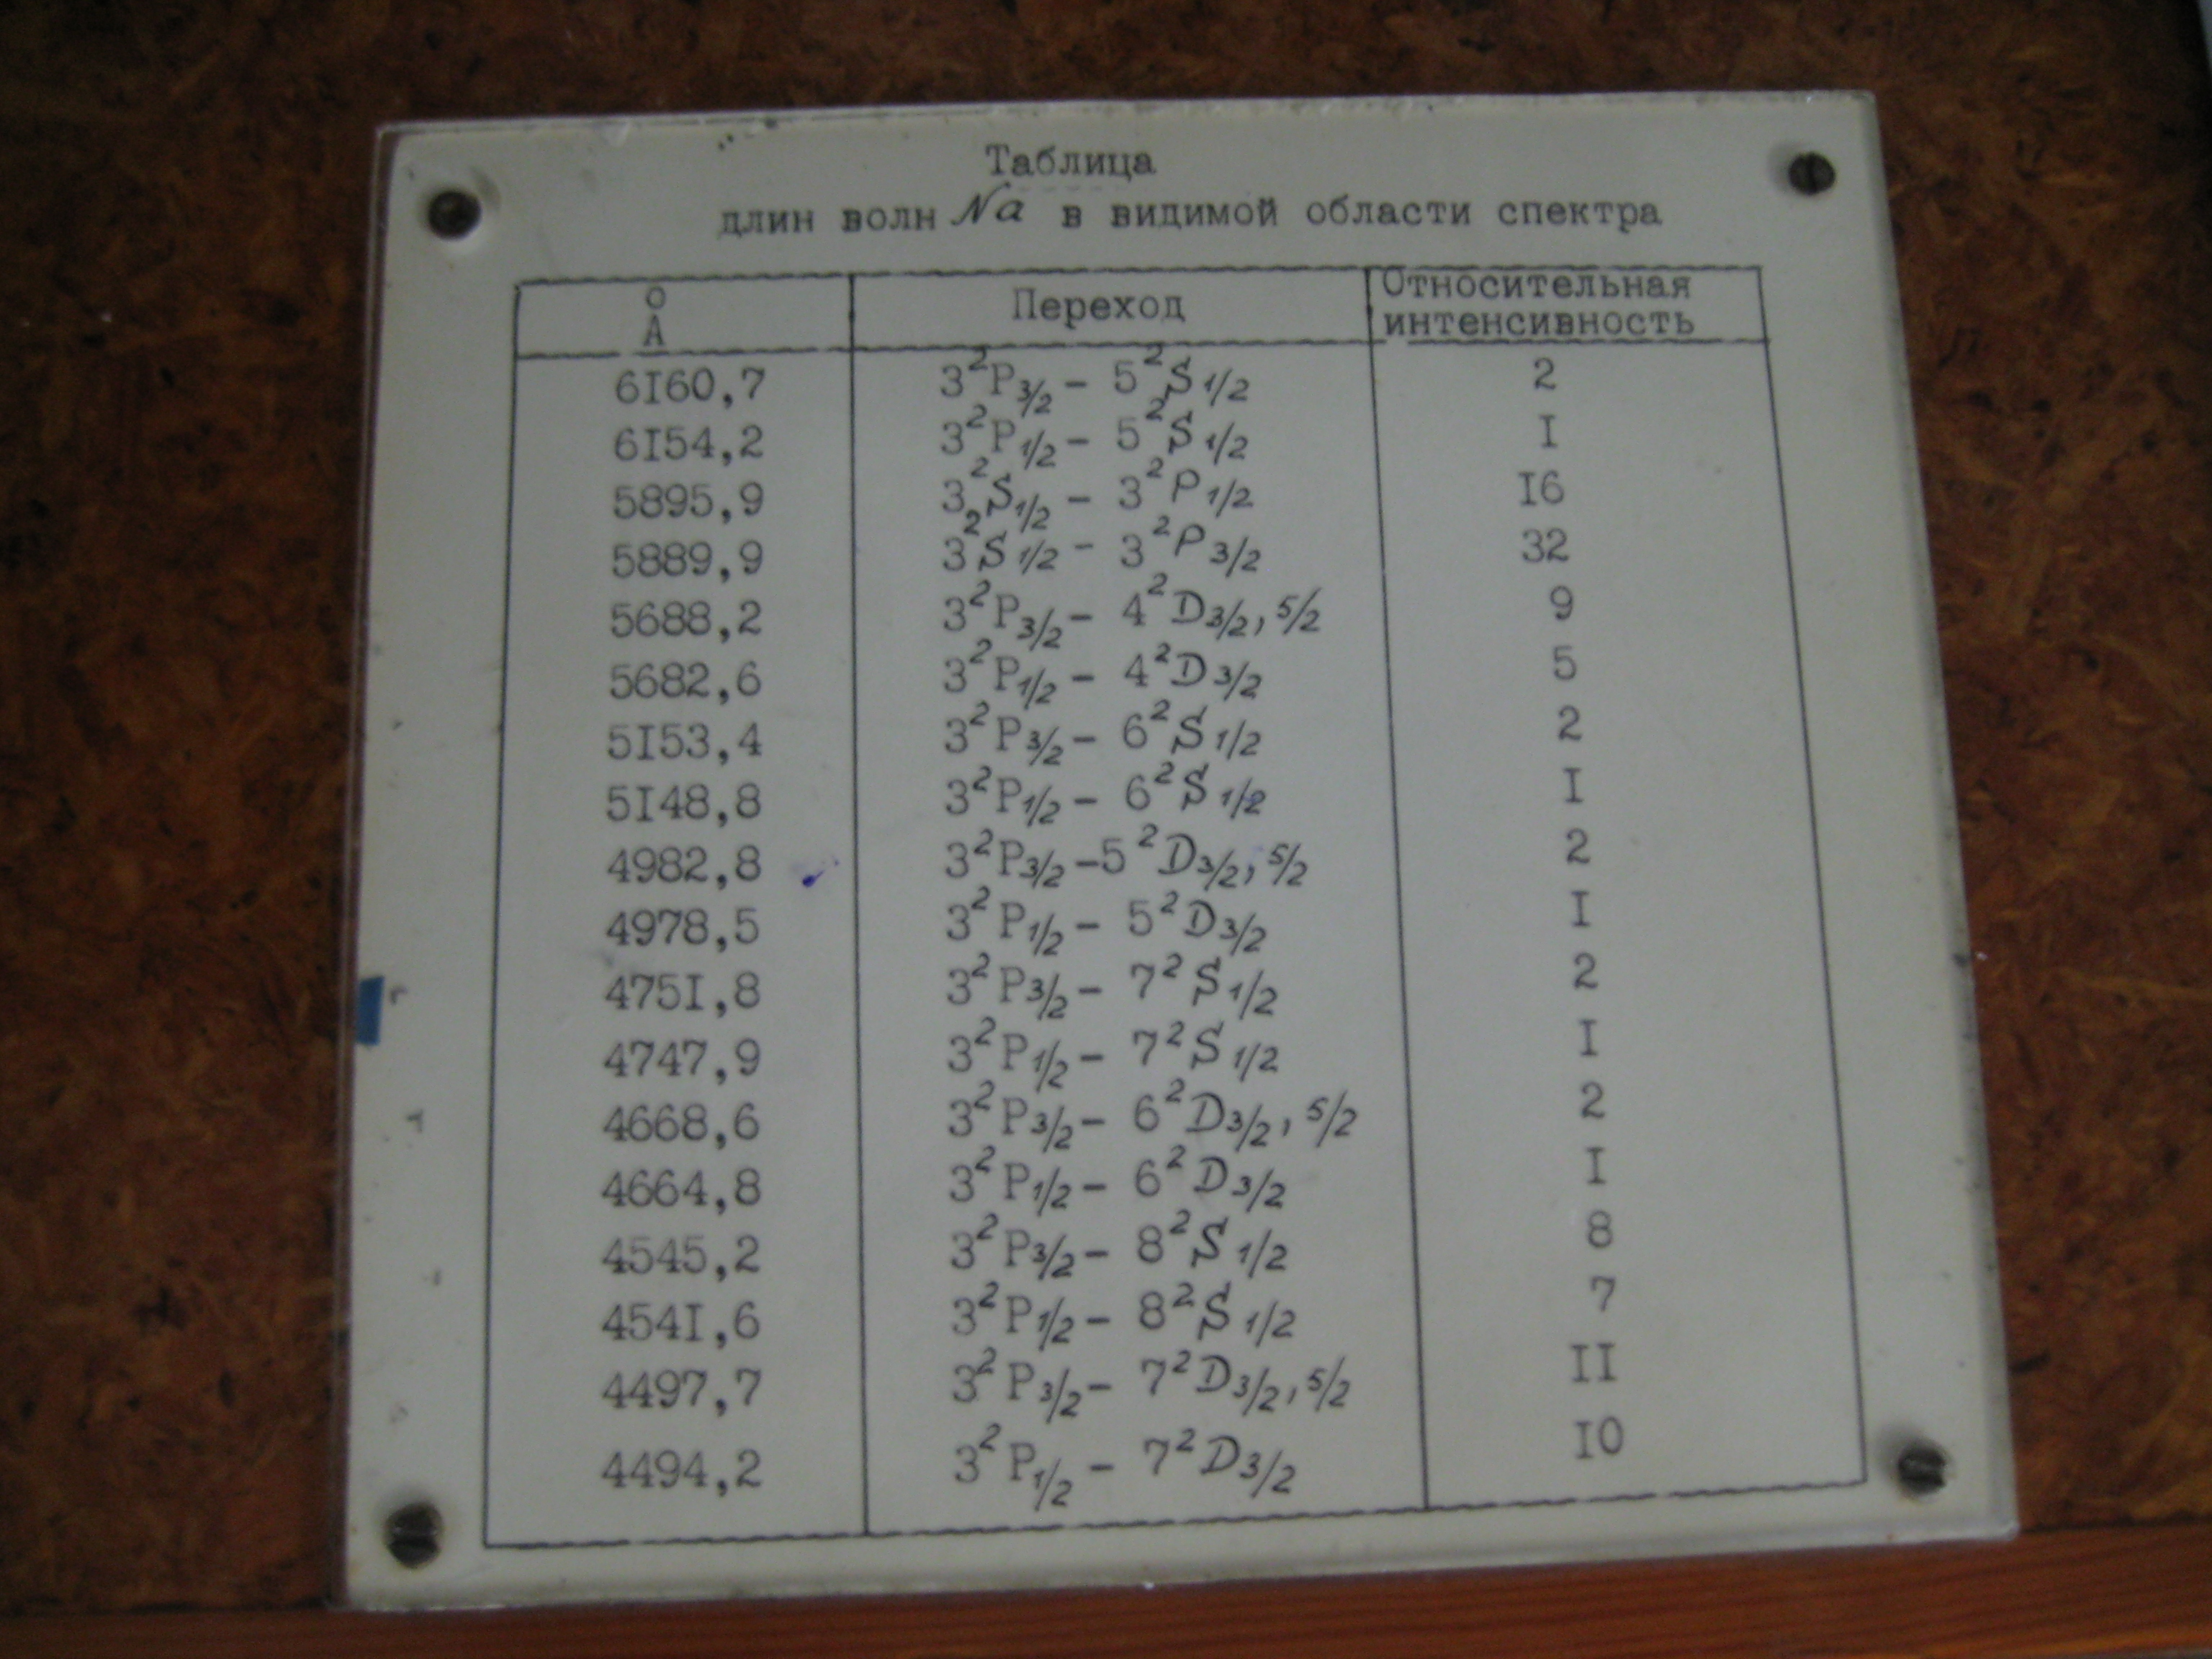 Таблица
длин волн Na в видимой области спектра
Å Переход Относительная интенсивность
6I60,7 3²P3/2 – 5²S1/2 2
6I54,2 3²P1/2 – 5²S1/2 I
5895,9 3²S1/2 – 3²P1/2 I6
5889,9 3²S1/2 – 3²P3/2 32
5688,2 3²P3/2 – 4²D3/2, 5/2 9
5682,6 3²P1/2 – 4²D3/2 5
5I53,4 3²P3/2 – 6²S1/2 2
5I48,8 3²P1/2 – 6²S1/2 I
4982,8 3²P3/2 – 5²D3/2, 5/2 2
4978,5 3²P1/2 – 5²D3/2 I
475I,8 3²P3/2 – 7²S1/2 2
4747,9 3²P1/2 – 7²S1/2 I
4668,6 3²P3/2 – 6²D3/2, 5/2 2
4664,8 3²P1/2 – 6²D3/2 I
4545,2 3²P3/2 – 8²S1/2 8
454I,6 3²P1/2 – 8²S1/2 7
4497,7 3²P3/2 – 7²D3/2, 5/2 II
4494,2 3²P1/2 – 7²D3/2 I0